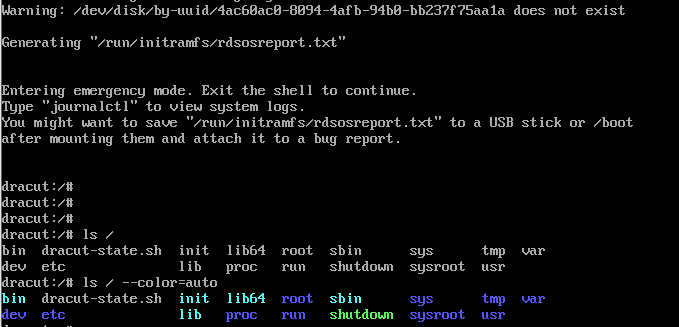 Warning: /dev/disk/by-uuid/4ac60ac0-8094-4afb-94b0-bb237f75aa1a does not exist
Generating "/run/initramfs/rdsosreport.txt"
Entering emergency mode. Exit the shell to continue.
Type "journalctl" to view system logs.
You might want to save "/run/initramfs/rdsosreport.txt" to a USB stick or /boot
after mounting them and attach it to a bug report.
dracut:/#
dracut:/#
dracut:/#
dracut:/# ls /
bin  dracut-state.sh  init  lib64  root  sbin      sys      tmp  var
dev  etc              lib   proc   run   shutdown  sysroot  usr
dracut:/# ls / --color=auto
bin  dracut-state.sh  init  lib64  root  sbin      sys      tmp  var
dev  etc              lib   proc   run   shutdown  sysroot  usr
dracut:/#